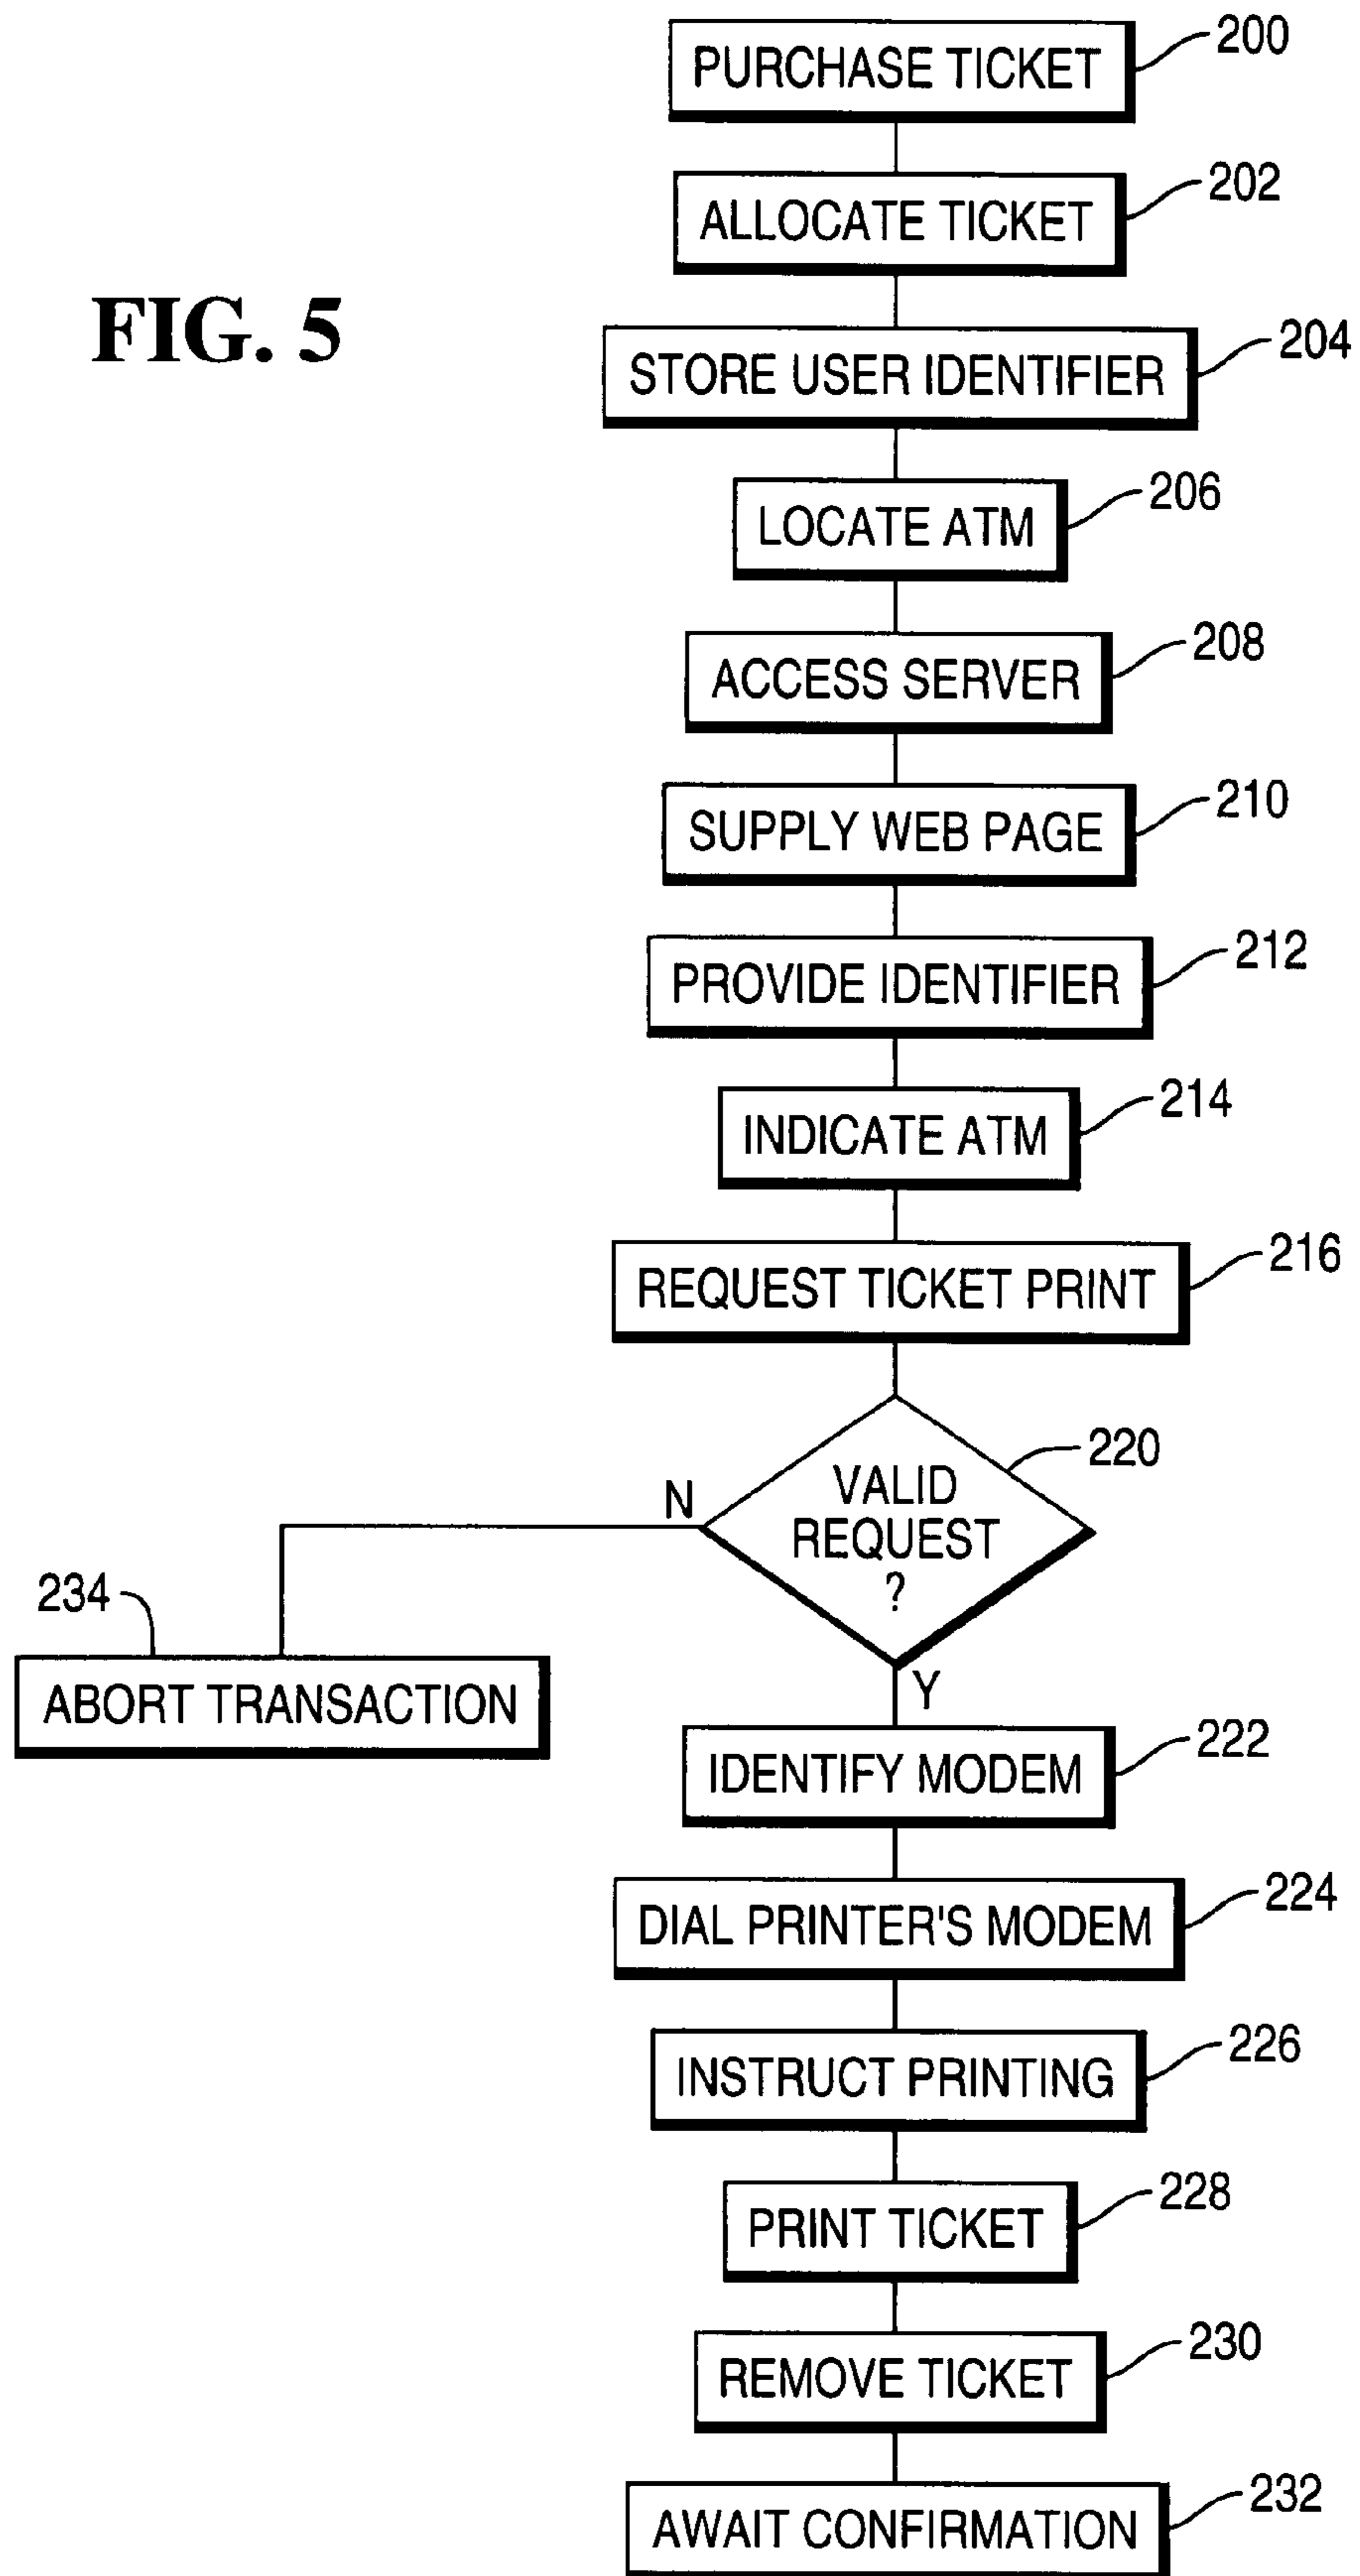 PURCHASE TICKET
200
ALLOCATE TICKET
202
FIG. 5
STORE USER IDENTIFIER
204
LOCATE ATM
206
ACCESS SERVER
208
SUPPLY WEB PAGE
210
PROVIDE IDENTIFIER
212
INDICATE ATM
214
REQUEST TICKET PRINT
216
VALID
REQUEST
?
220
N
234
ABORT TRANSACTION
Y
IDENTIFY MODEM
222
DIAL PRINTER'S MODEM
224
INSTRUCT PRINTING
226
PRINT TICKET
228
REMOVE TICKET
230
AWAIT CONFIRMATION
232